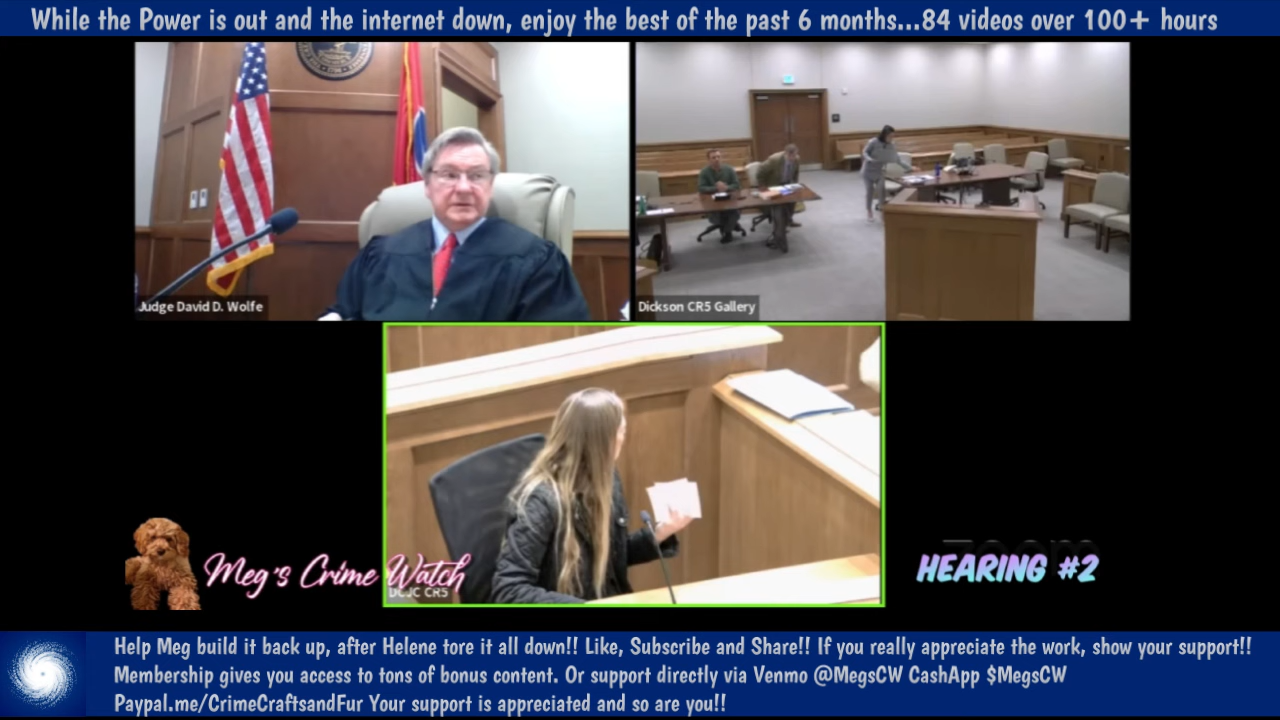 While the Power is out and the internet down, enjoy the best of the past 6 months...84 videos over 100+ hours
Judge David D. Wolfe
Dickson CR5 Gallery
Meg's Crime Watch
DCJC CR5
HEARING #2
Help Meg build it back up, after Helene tore it all down!! Like, Subscribe and Share!! If you really appreciate the work, show your support!!
Membership gives you access to tons of bonus content. Or support directly via Venmo @MegsCW CashApp $MegsCW
Paypal.me/CrimeCraftsandFur Your support is appreciated and so are you!!